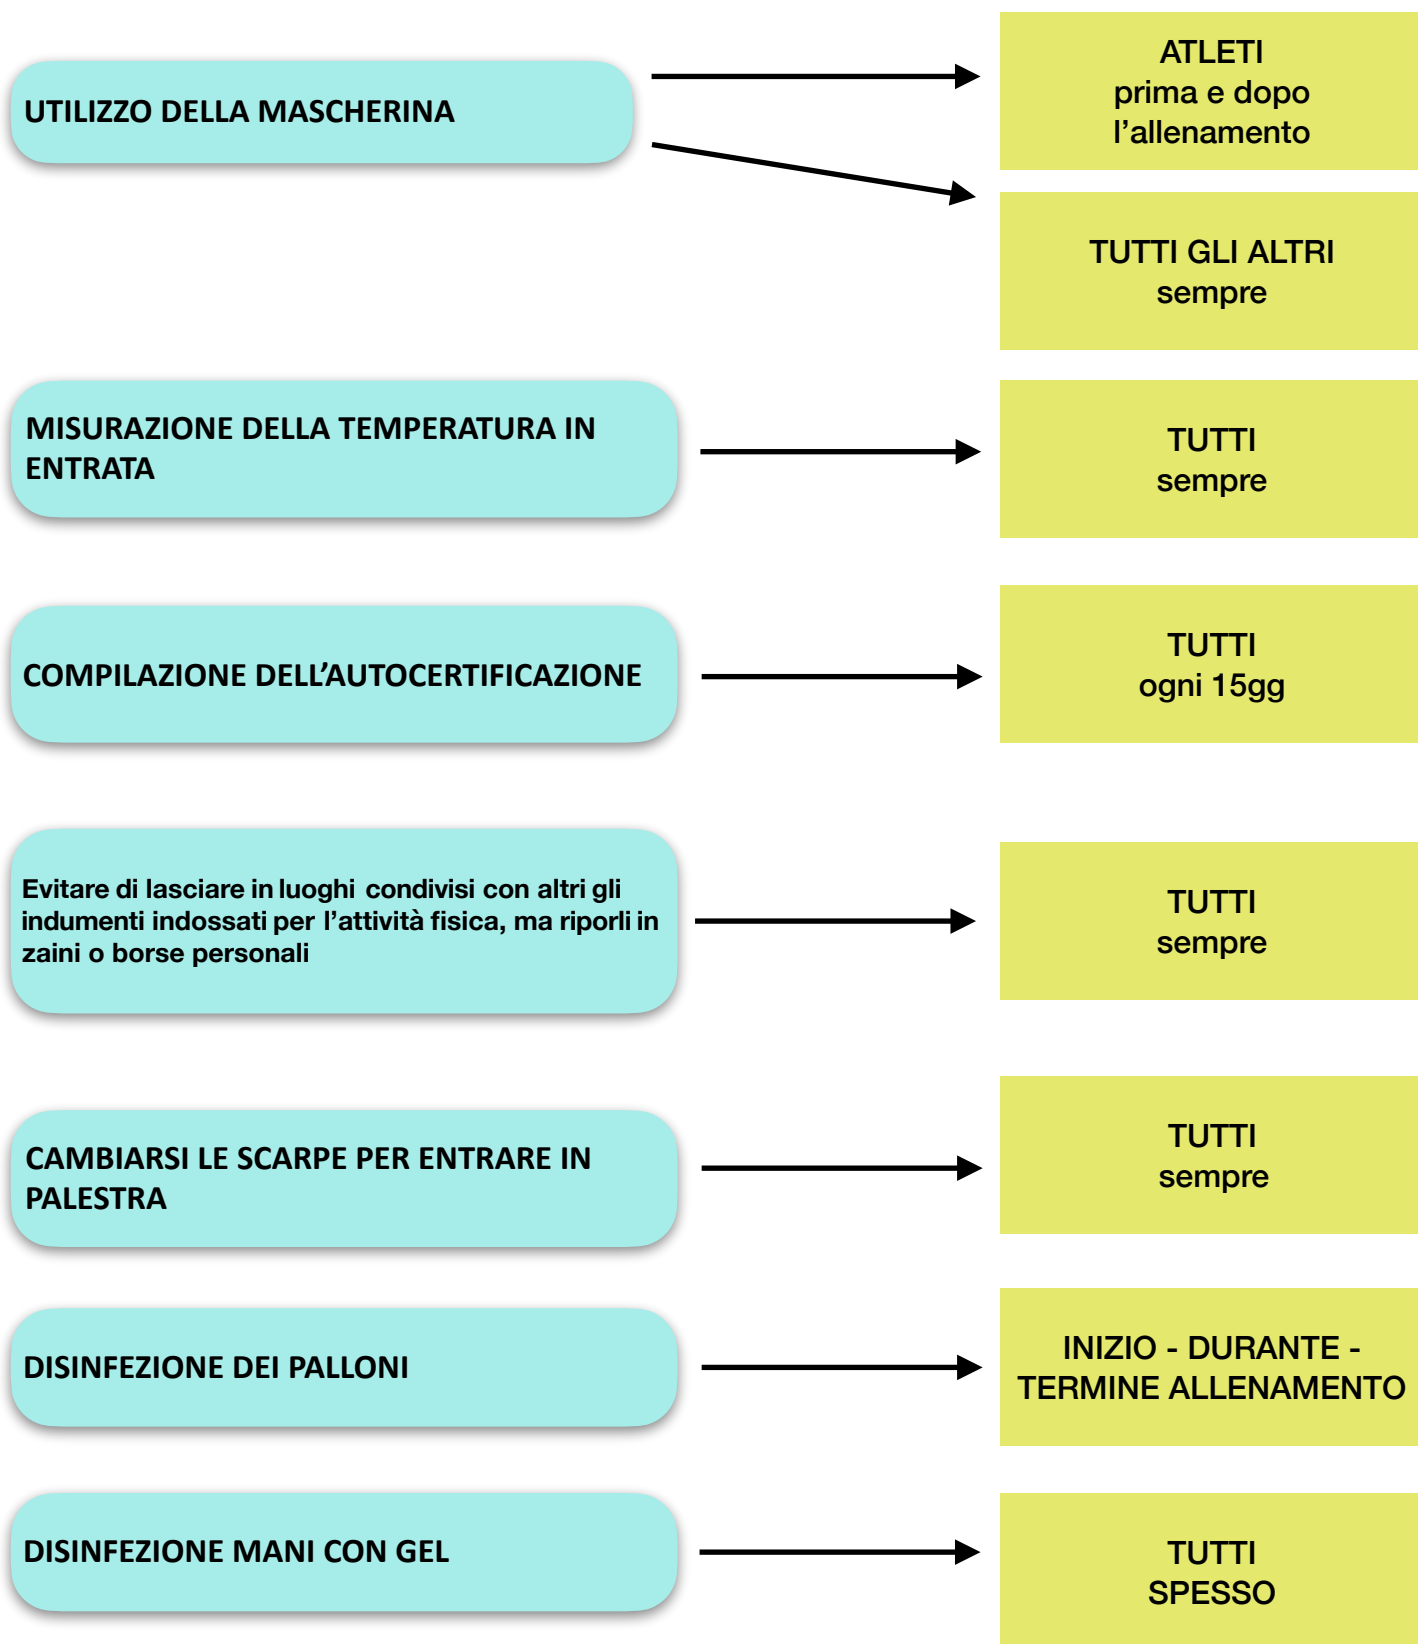 UTILIZZO DELLA MASCHERINA
ATLETI
prima e dopo
l’allenamento
TUTTI GLI ALTRI
sempre
MISURAZIONE DELLA TEMPERATURA IN
ENTRATA
TUTTI
sempre
COMPILAZIONE DELL’AUTOCERTIFICAZIONE
TUTTI
ogni 15gg
Evitare di lasciare in luoghi condivisi con altri gli
indumenti indossati per l’attività fisica, ma riporli in
zaini o borse personali
TUTTI
sempre
CAMBIARSI LE SCARPE PER ENTRARE IN
PALESTRA
TUTTI
sempre
DISINFEZIONE DEI PALLONI
INIZIO - DURANTE -
TERMINE ALLENAMENTO
DISINFEZIONE MANI CON GEL
TUTTI
SPESSO